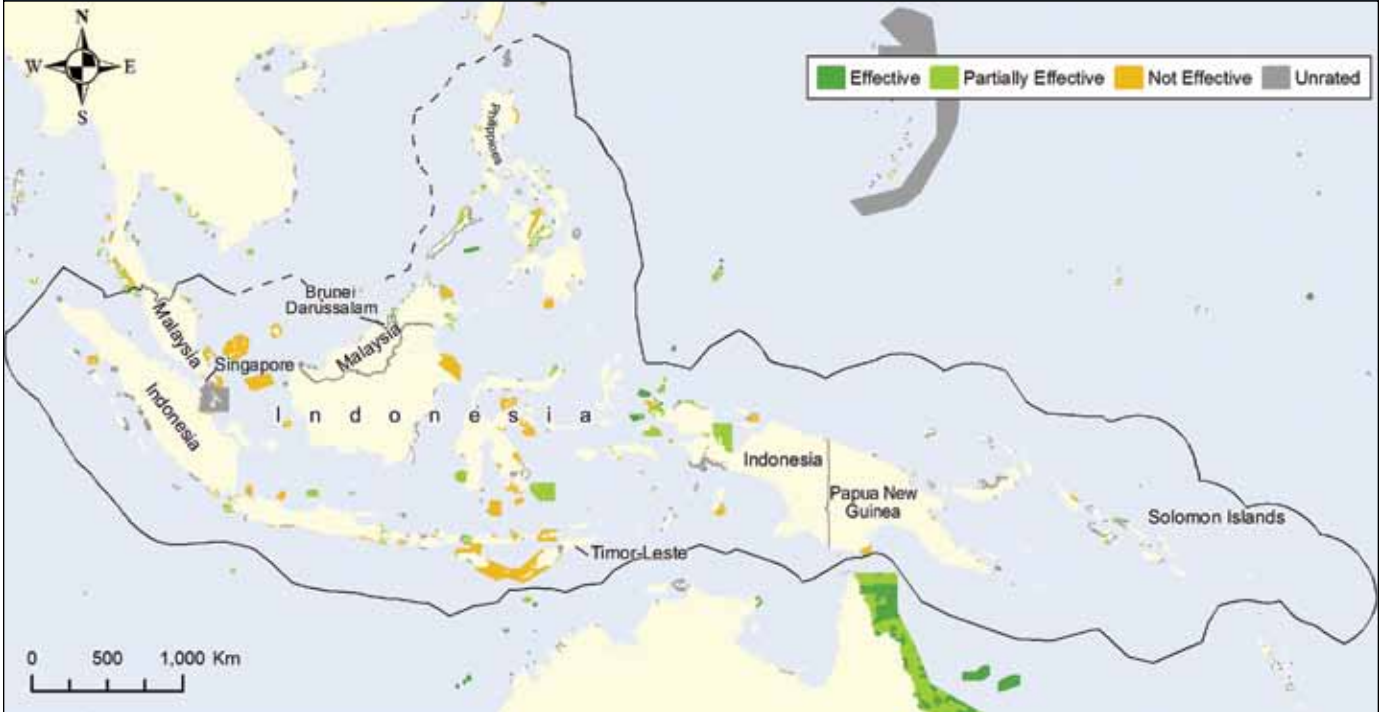 N
W E
S
Effective Partially Effective Not Effective Unrated
Philippines
Brunei
Darussalam
Malaysia
Malaysia
Singapore
Indonesia
Indonesia
Indonesia
Papua New
Guinea
Solomon Islands
Timor-Leste
0 500 1,000 Km